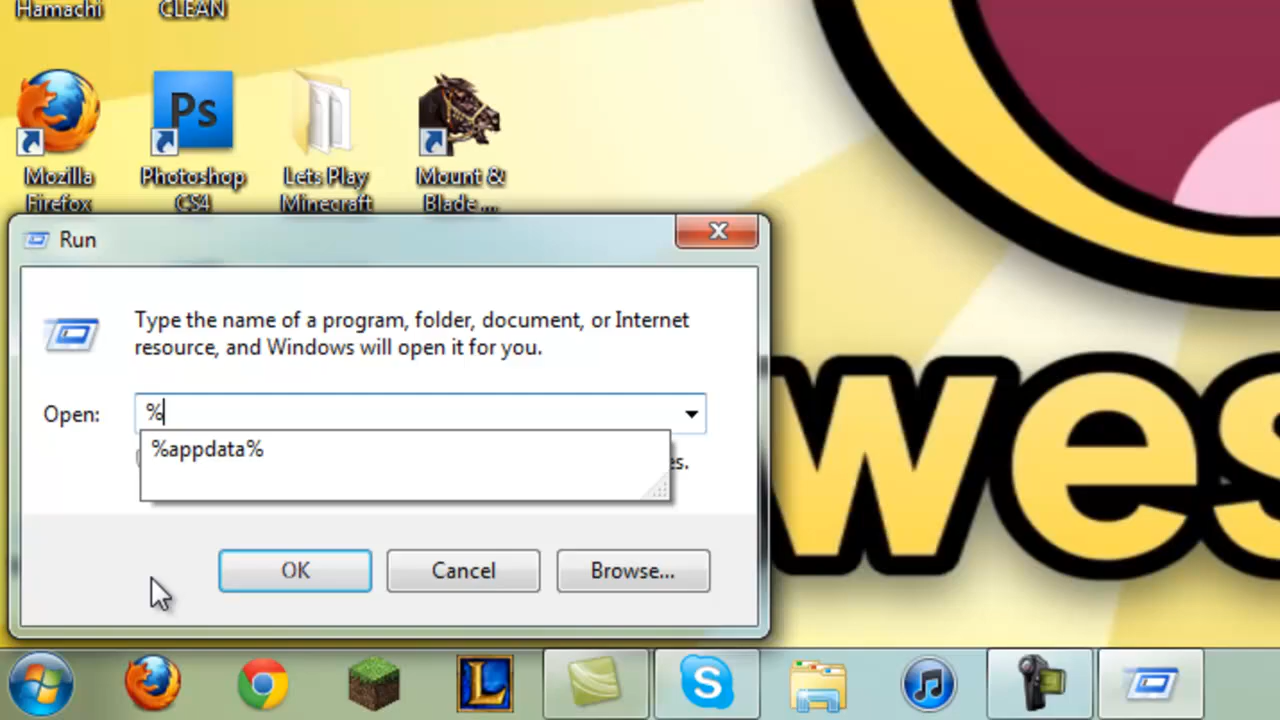 Hamachi
CLEAN
Ps
Mozilla
Firefox
Photoshop
CS4
Lets Play
Minecraft
Mount &
Blade ...
Run
Type the name of a program, folder, document, or Internet
resource, and Windows will open it for you.
Open:
%
%appdata%
es.
OK
Cancel
Browse...
wes
L
S